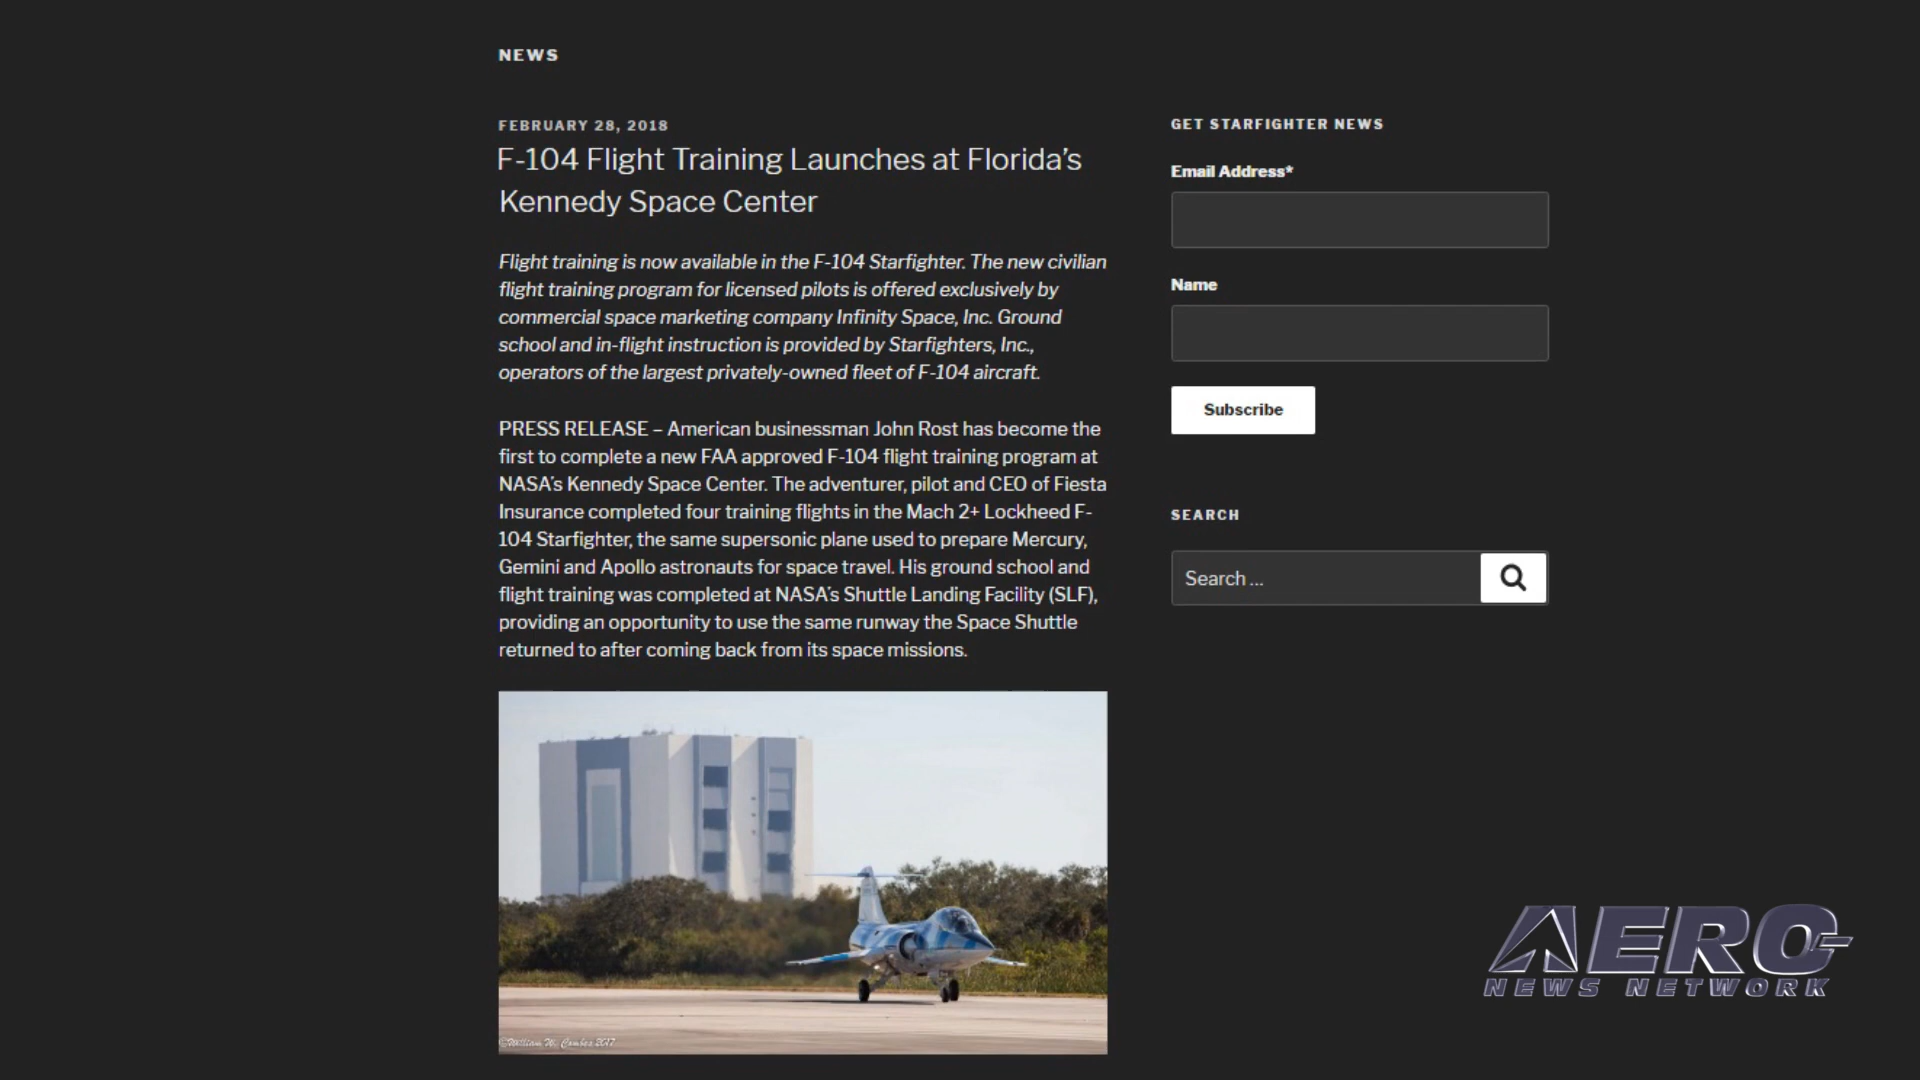 NEWS
FEBRUARY 28, 2018
F-104 Flight Training Launches at Florida’s
Kennedy Space Center
Flight training is now available in the F-104 Starfighter. The new civilian
flight training program for licensed pilots is offered exclusively by
commercial space marketing company Infinity Space, Inc. Ground
school and in-flight instruction is provided by Starfighters, Inc.,
operators of the largest privately-owned fleet of F-104 aircraft.
PRESS RELEASE – American businessman John Rost has become the
first to complete a new FAA approved F-104 flight training program at
NASA’s Kennedy Space Center. The adventurer, pilot and CEO of Fiesta
Insurance completed four training flights in the Mach 2+ Lockheed F-
104 Starfighter, the same supersonic plane used to prepare Mercury,
Gemini and Apollo astronauts for space travel. His ground school and
flight training was completed at NASA’s Shuttle Landing Facility (SLF),
providing an opportunity to use the same runway the Space Shuttle
returned to after coming back from its space missions.
©William W. Combes 2017
GET STARFIGHTER NEWS
Email Address*
Name
Subscribe
SEARCH
Search …
AERO-
NEWS NETWORK